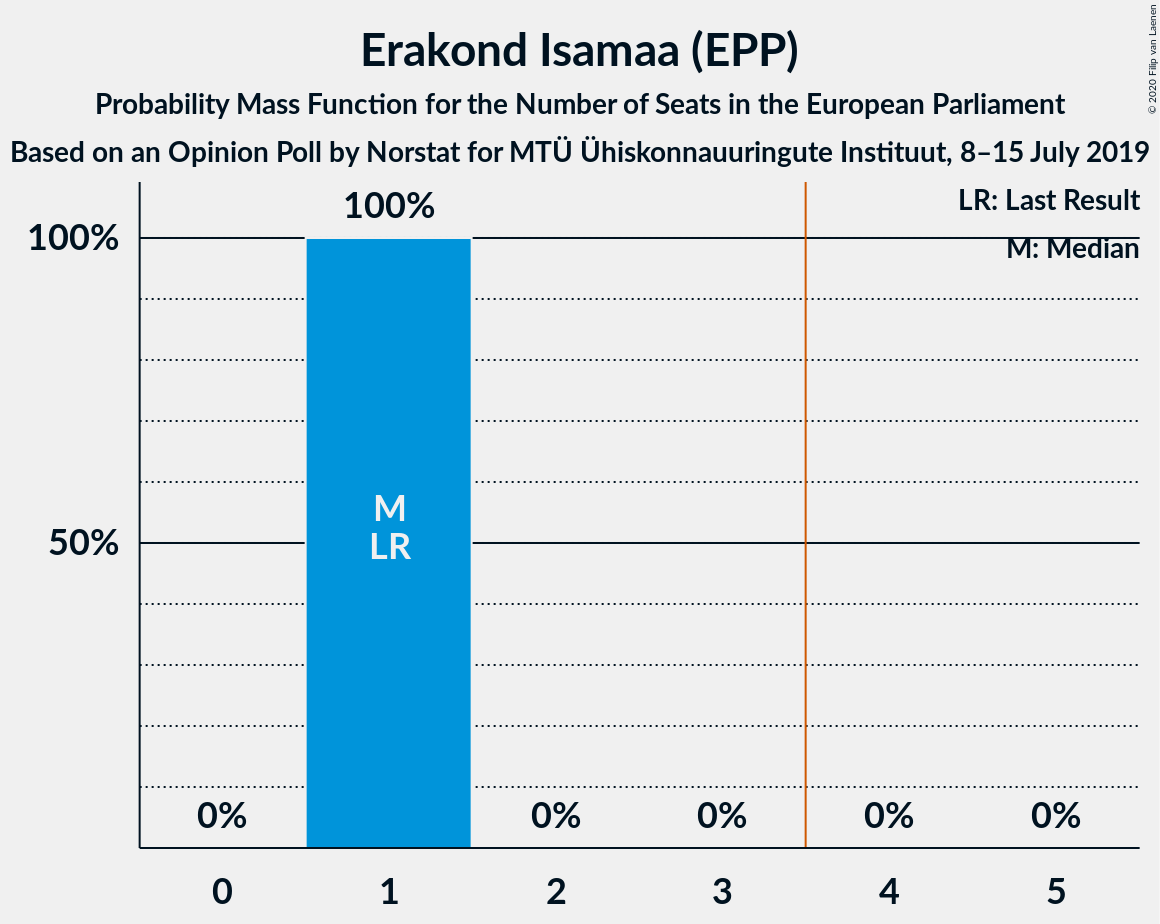 Erakond Isamaa (EPP)
Probability Mass Function for the Number of Seats in the European Parliament
Based on an Opinion Poll by Norstat for MTÜ Ühiskonnauuringute Instituut, 8–15 July 2019
© 2020 Filip van Laenen
LR: Last Result
M: Median
100%
100%
50%
M
LR
0%
0%
0%
0%
0%
0
1
2
3
4
5